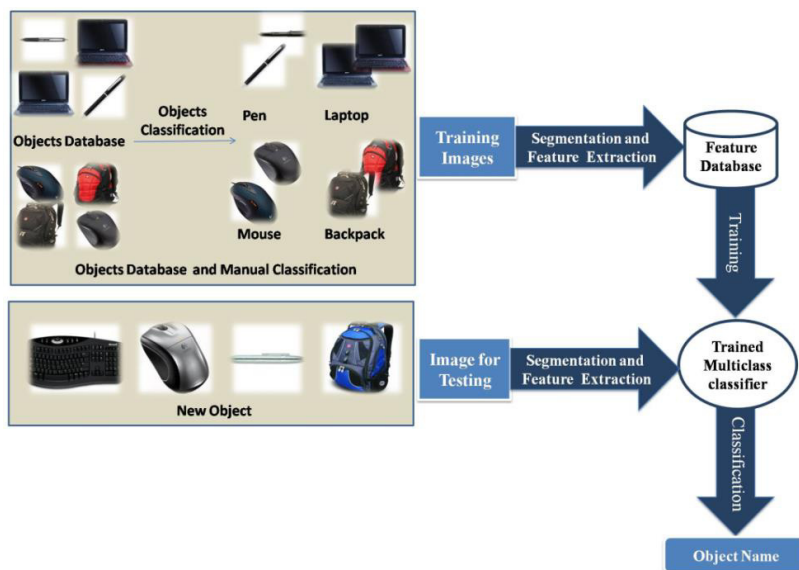 Objects Database
Objects
Classification
Pen
Laptop
Mouse
Backpack
Objects Database and Manual Classification
Training
Images
Segmentation and
Feature Extraction
Feature
Database
Training
New Object
Image for
Testing
Segmentation and
Feature Extraction
Trained
Multiclass
classifier
Classification
Object Name